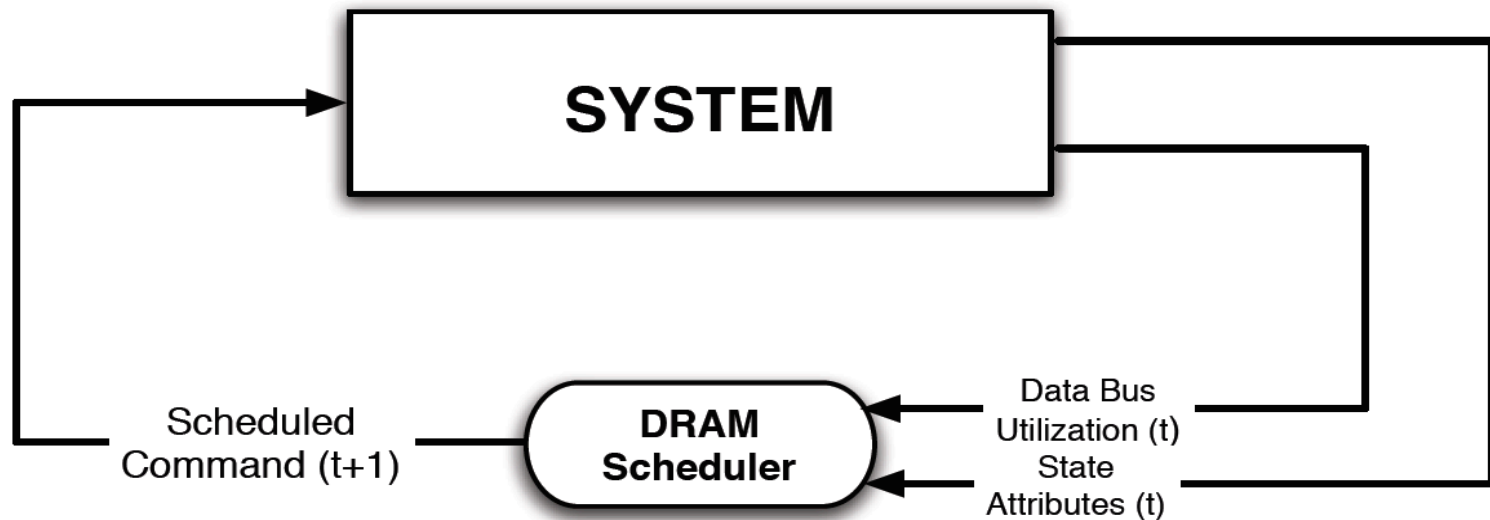 SYSTEM
Scheduled
Command (t+1)
DRAM
Scheduler
Data Bus
Utilization (t)
State
Attributes (t)